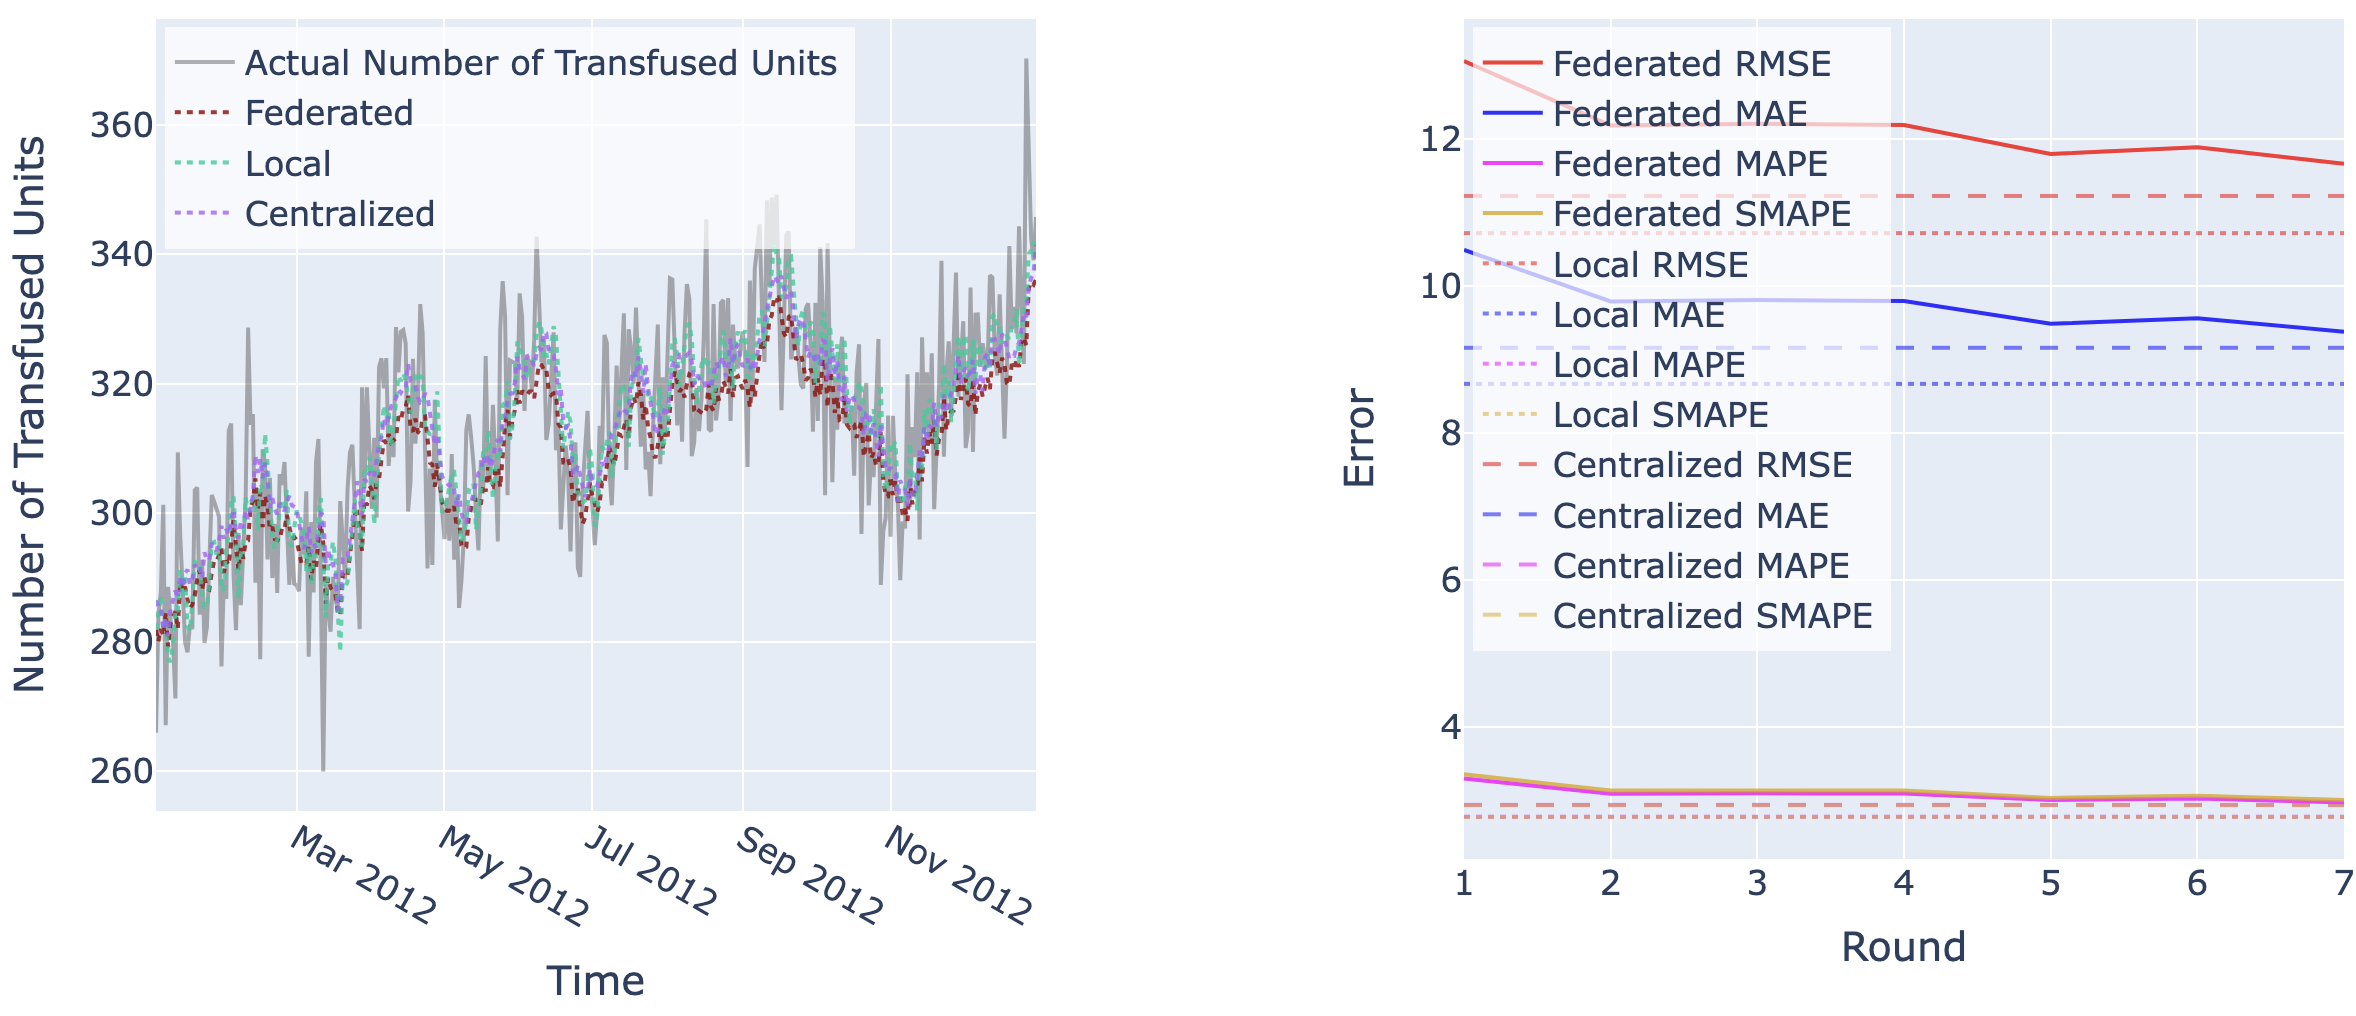 Number of Transfused Units
360
340
320
300
280
260
Actual Number of Transfused Units
Federated
Local
Centralized
Mar 2012
May 2012
Jul 2012
Sep 2012
Nov 2012
Time
Error
12
10
8
6
4
Federated RMSE
Federated MAE
Federated MAPE
Federated SMAPE
Local RMSE
Local MAE
Local MAPE
Local SMAPE
Centralized RMSE
Centralized MAE
Centralized MAPE
Centralized SMAPE
1 2 3 4 5 6 7
Round